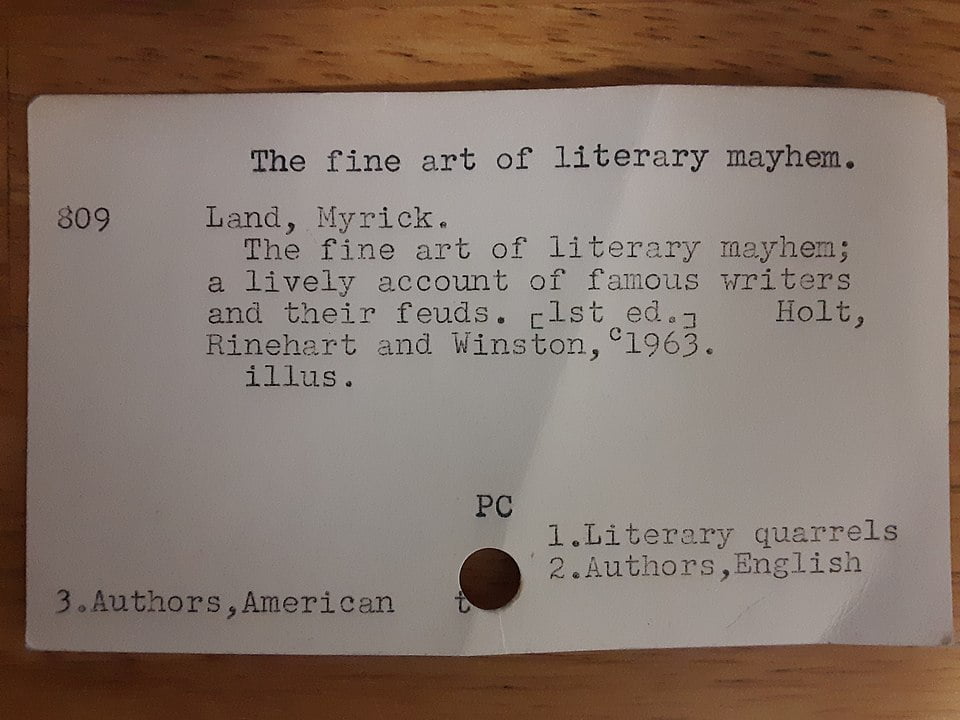 The fine art of literary mayhem.
809 Land, Myrick.
The fine art of literary mayhem;
a lively account of famous writers
and their feuds. [1st ed.] Holt,
Rinehart and Winston, c1963.
illus.
PC
1.Literary quarrels
2.Authors,English
3.Authors,American t